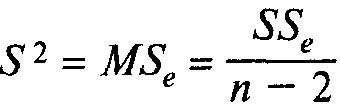 S² = MSₑ = SSₑ / (n − 2)